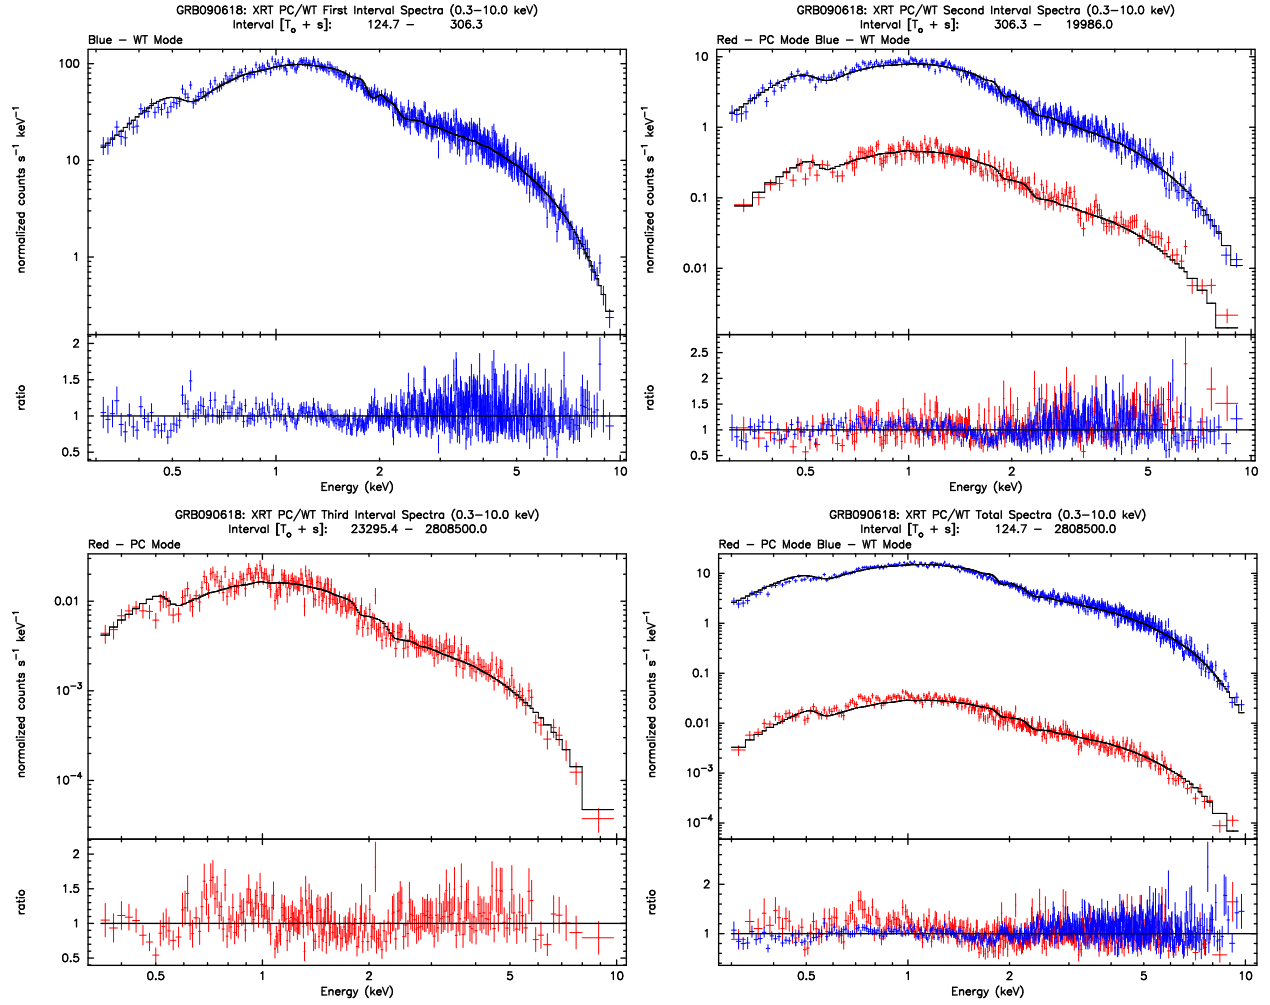 GRB090618: XRT PC/WT First Interval Spectra (0.3–10.0 keV)
Interval [To + s]: 124.7 – 306.3
Blue – WT Mode
100
10
1
normalized counts s⁻¹ keV⁻¹
2
1.5
1
0.5
ratio
0.5 1 2 5 10
Energy (keV)
GRB090618: XRT PC/WT Second Interval Spectra (0.3–10.0 keV)
Interval [To + s]: 306.3 – 19986.0
Red – PC Mode Blue – WT Mode
10
1
0.1
0.01
normalized counts s⁻¹ keV⁻¹
2.5
2
1.5
1
0.5
ratio
0.5 1 2 5 10
Energy (keV)
GRB090618: XRT PC/WT Third Interval Spectra (0.3–10.0 keV)
Interval [To + s]: 23295.4 – 2808500.0
Red – PC Mode
0.01
10⁻³
10⁻⁴
normalized counts s⁻¹ keV⁻¹
2
1.5
1
0.5
ratio
0.5 1 2 5 10
Energy (keV)
GRB090618: XRT PC/WT Total Spectra (0.3–10.0 keV)
Interval [To + s]: 124.7 – 2808500.0
Red – PC Mode Blue – WT Mode
10
1
0.1
0.01
10⁻³
10⁻⁴
normalized counts s⁻¹ keV⁻¹
2
1
ratio
0.5 1 2 5 10
Energy (keV)